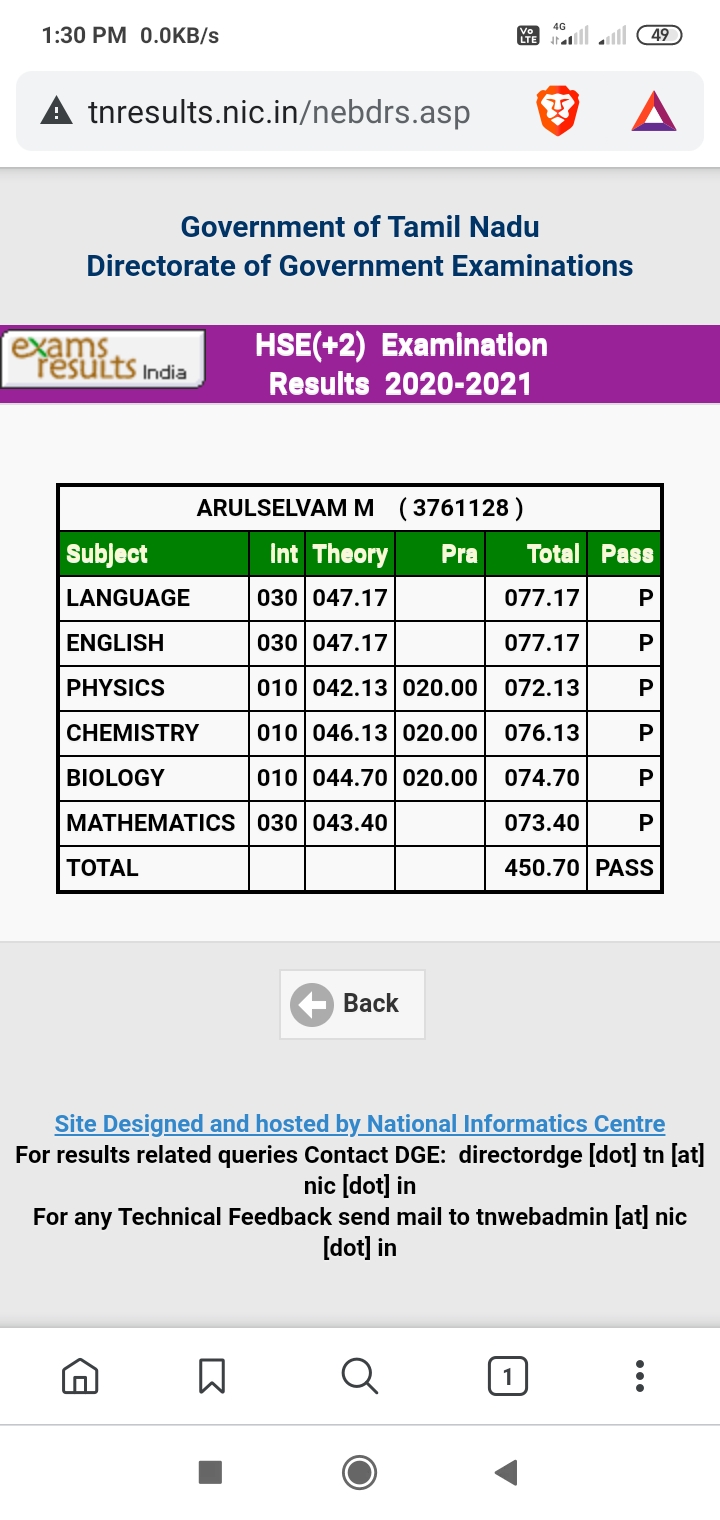 1:30 PM 0.0KB/s Vo LTE 4G 49
tnresults.nic.in/nebdrs.asp
Government of Tamil Nadu
Directorate of Government Examinations
exams results India
HSE(+2) Examination
Results 2020-2021
ARULSELVAM M ( 3761128 )
Subject Int Theory Pra Total Pass
LANGUAGE 030 047.17 077.17 P
ENGLISH 030 047.17 077.17 P
PHYSICS 010 042.13 020.00 072.13 P
CHEMISTRY 010 046.13 020.00 076.13 P
BIOLOGY 010 044.70 020.00 074.70 P
MATHEMATICS 030 043.40 073.40 P
TOTAL 450.70 PASS
Back
Site Designed and hosted by National Informatics Centre
For results related queries Contact DGE: directordge [dot] tn [at]
nic [dot] in
For any Technical Feedback send mail to tnwebadmin [at] nic
[dot] in
1